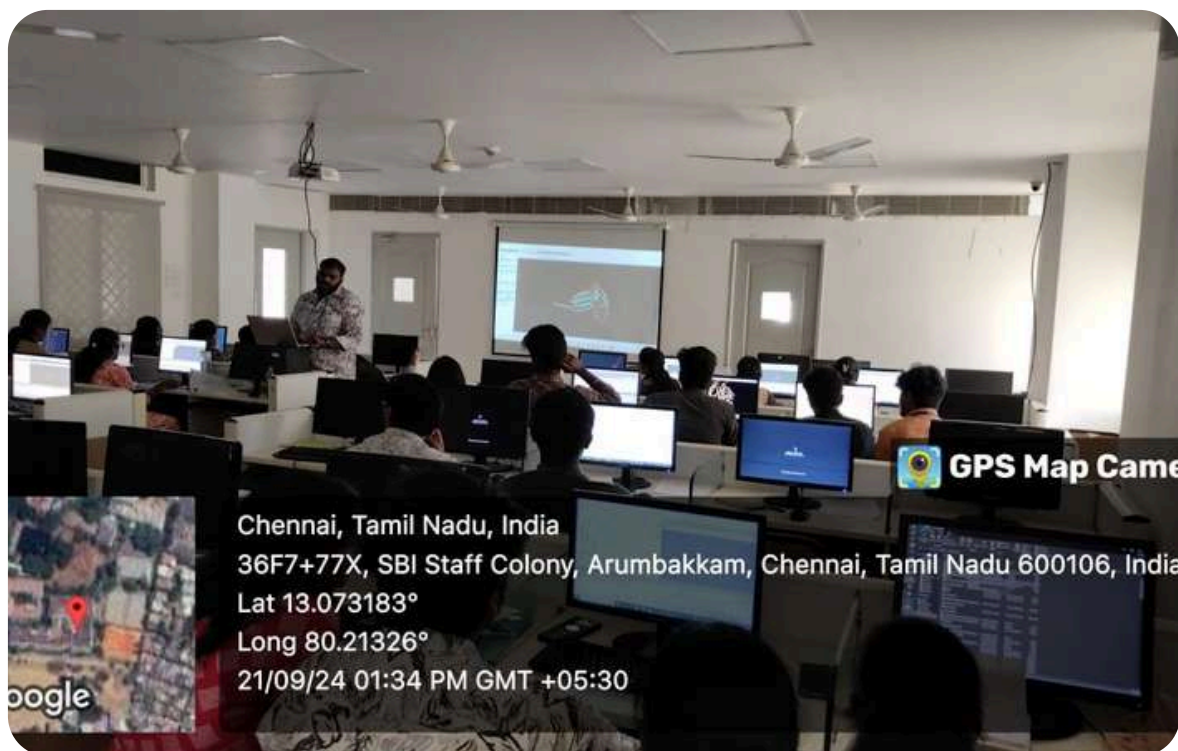 GPS Map Came
Chennai, Tamil Nadu, India
36F7+77X, SBI Staff Colony, Arumbakkam, Chennai, Tamil Nadu 600106, India
Lat 13.073183°
Long 80.21326°
21/09/24 01:34 PM GMT +05:30
oogle